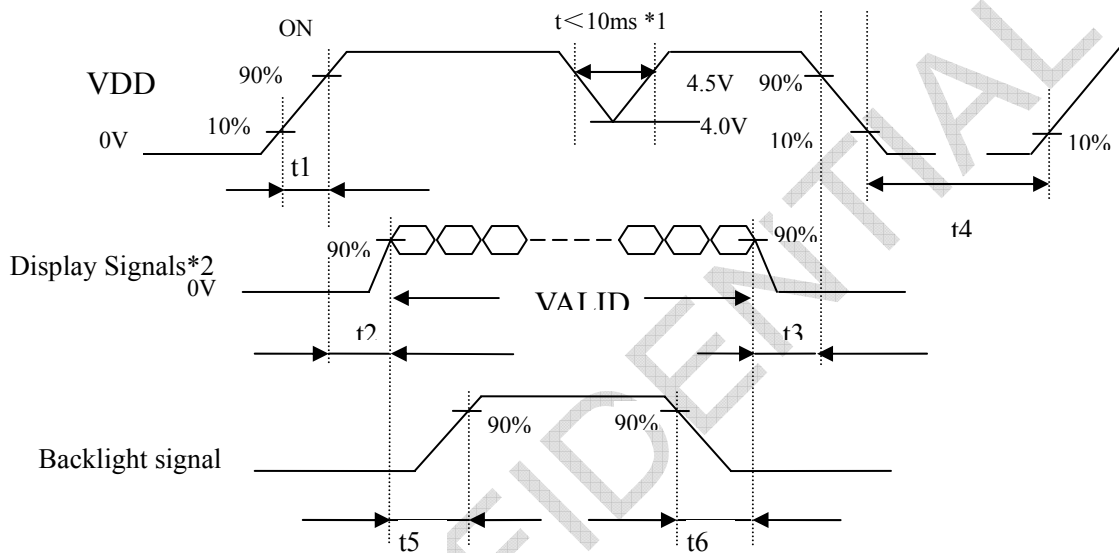 t＜10ms *1
ON
VDD
90%
4.5V
90%
0V
10%
4.0V
10%
10%
t1
t4
Display Signals*2
90%
90%
0V
VALID
t2
t3
Backlight signal
90%
90%
t5
t6
FIDENTIAL